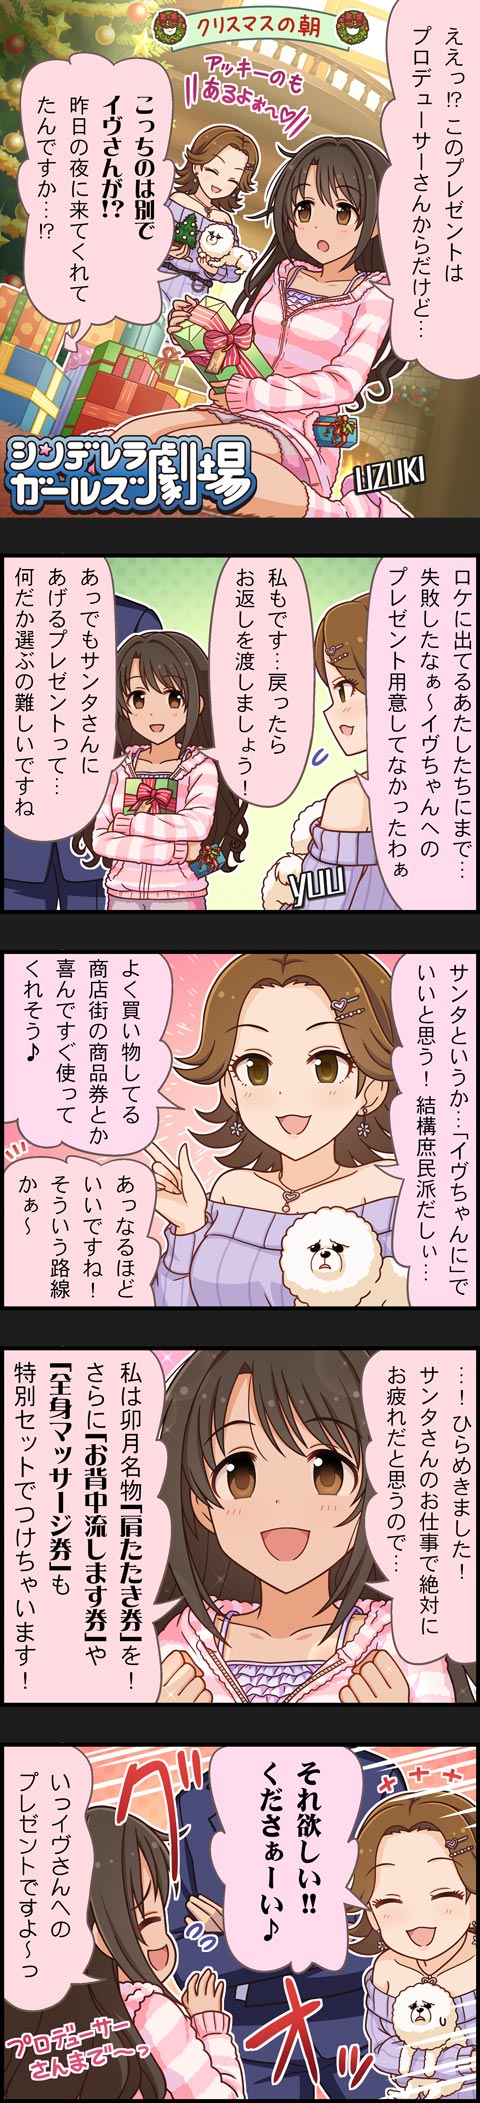 クリスマスの朝
ええっ!?このプレゼントは
プロデューサーさんからだけど…
アッキーのも
あるよぉ～♡
こっちのは別で
イヴさんが!?
昨日の夜に来てくれて
たんですか…!?
シンデレラ
ガールズ劇場
UZUKI
ロケに出てるあたしたちにまで…
失敗したなぁ～イヴちゃんへの
プレゼント用意してなかったわぁ
私もです…戻ったら
お返しを渡しましょう！
あっでもサンタさんに
あげるプレゼントって…
何だか選ぶの難しいですね
YUU
サンタというか…「イヴちゃんに」で
いいと思う！結構庶民派だしぃ…
よく買い物してる
商店街の商品券とか
喜んですぐ使って
くれそう♪
あっなるほど
いいですね！
そういう路線
かぁ～
…！ひらめきました！
サンタさんのお仕事で絶対に
お疲れだと思うので…
私は卯月名物【肩たたき券】を！
さらに【お背中流します券】や
【全身マッサージ券】も
特別セットでつけちゃいます！
それ欲しい!!
くださぁーい♪
グッ
オッ
いっイヴさんへの
プレゼントですよ～っ
プロデューサー
さんまで～っ